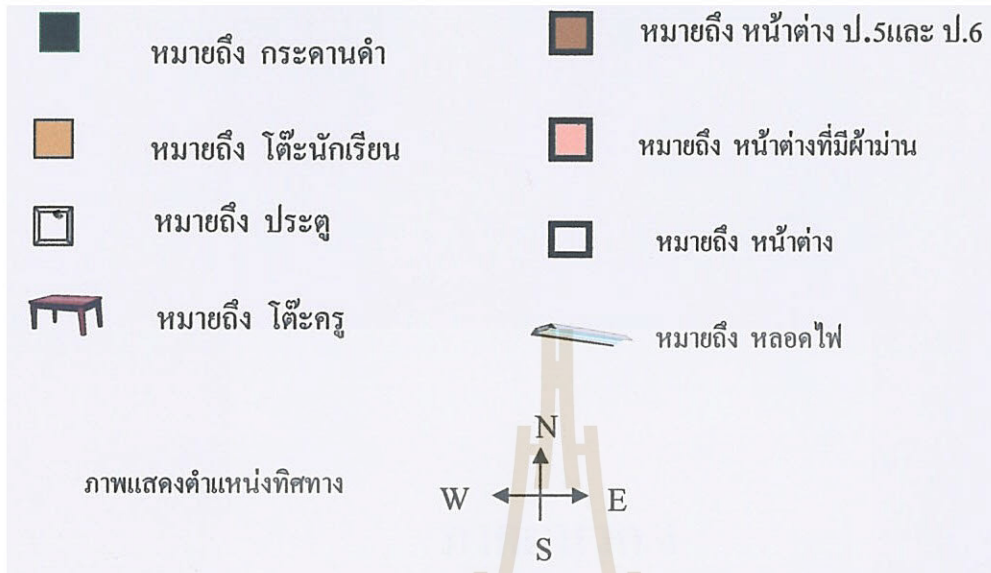 หมายถึง กระดานดำ
หมายถึง โต๊ะนักเรียน
หมายถึง ประตู
หมายถึง โต๊ะครู
หมายถึง หน้าต่าง ป.5และ ป.6
หมายถึง หน้าต่างที่มีผ้าม่าน
หมายถึง หน้าต่าง
หมายถึง หลอดไฟ
ภาพแสดงตำแหน่งทิศทาง
N
W E
S